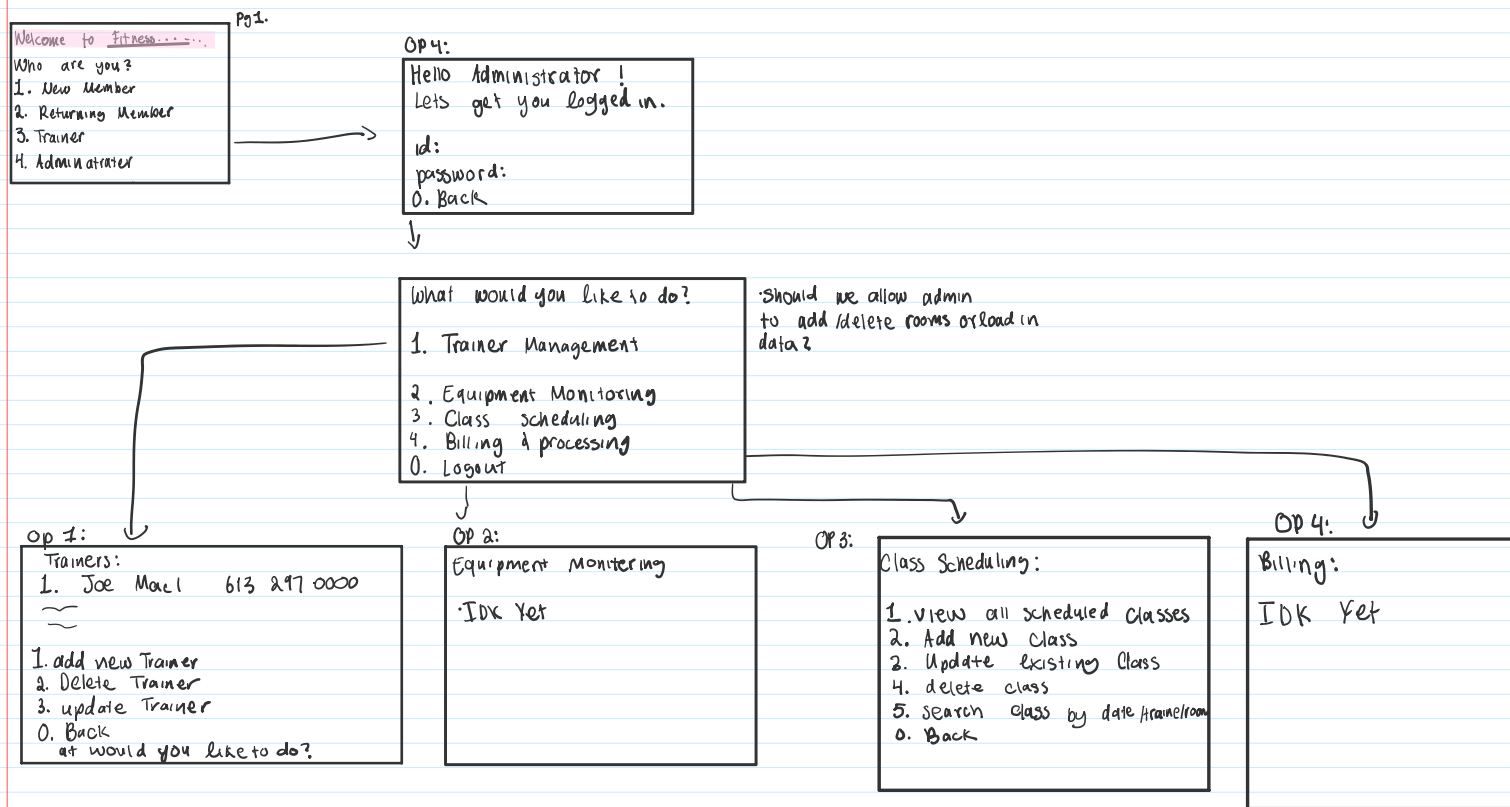 Pg1.
Welcome to Fitness.......
Who are you?
1. New Member
2. Returning Member
3. Trainer
4. Adminatrater
OP4:
Hello Administrator !
Lets get you logged in.
id:
password:
0. Back
What would you like to do?
1. Trainer Management
2. Equipment Monitoring
3. Class scheduling
4. Billing & processing
0. Logout
·Should we allow admin
to add/delete rooms or load in
data?
Op 1:
Trainers:
1. Joe 613 297 0000
1. add new Trainer
2. Delete Trainer
3. update Trainer
0. Back
at would you like to do?
OP 2:
Equipment Monitering
·IDK Yet
OP 3:
Class Scheduling:
1. View all scheduled classes
2. Add new class
3. Update existing Class
4. delete class
5. search class by date/traine/room
0. Back
OP 4:
Billing:
IDK Yet